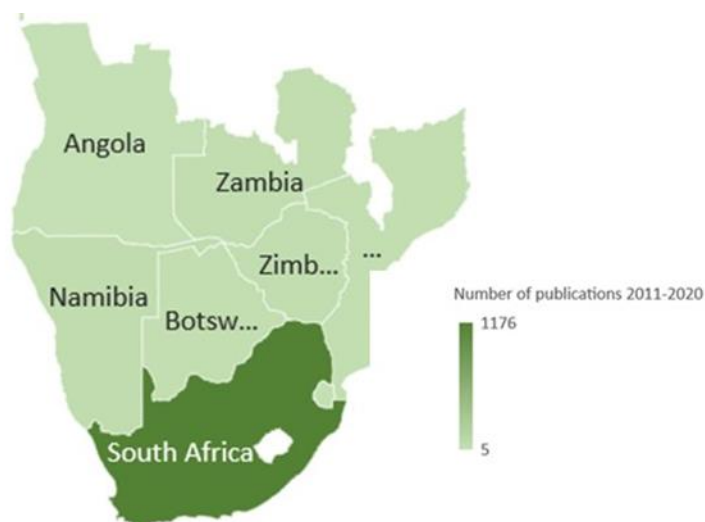 Angola
Zambia
...
Zimb...
Namibia
Botsw...
South Africa
Number of publications 2011-2020
1176
5